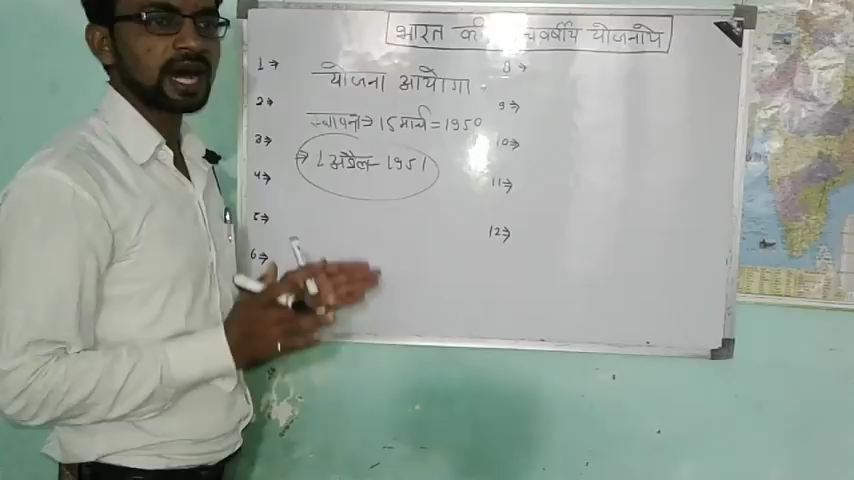 भारत की पंचवर्षीय योजनाये
1→ योजना आयोग
2→
स्थापना⇒ 15 मार्च = 1950
3→
⇒ 1 अप्रैल - 1951
4→
5→
6→
8→
9→
10→
11→
12→